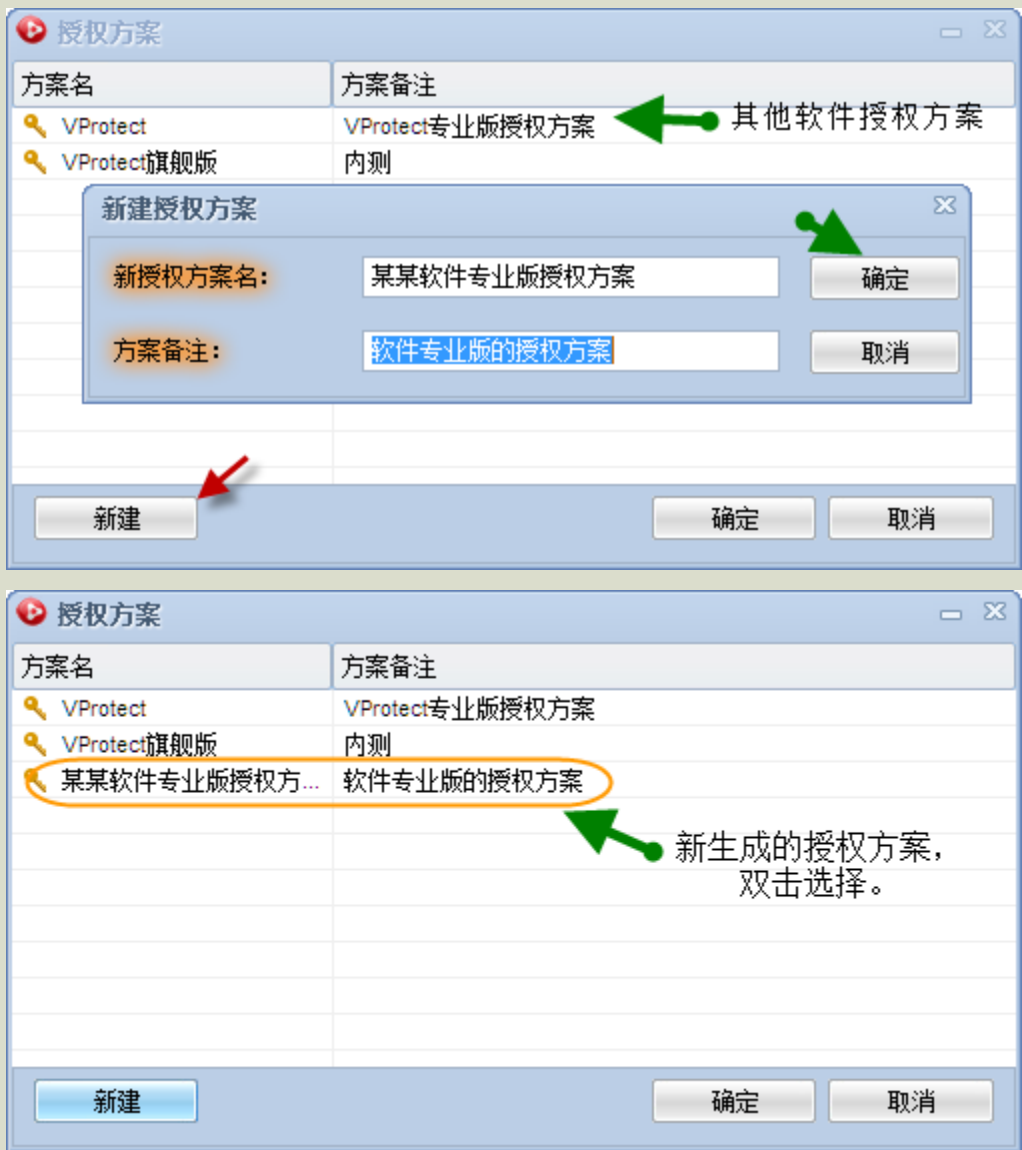 授权方案
方案名 方案备注
VProtect VProtect专业版授权方案 其他软件授权方案
VProtect旗舰版 内测
新建授权方案
新授权方案名: 某某软件专业版授权方案 确定
方案备注: 软件专业版的授权方案 取消
新建 确定 取消
授权方案
方案名 方案备注
VProtect VProtect专业版授权方案
VProtect旗舰版 内测
某某软件专业版授权方... 软件专业版的授权方案
新生成的授权方案，
双击选择。
新建 确定 取消